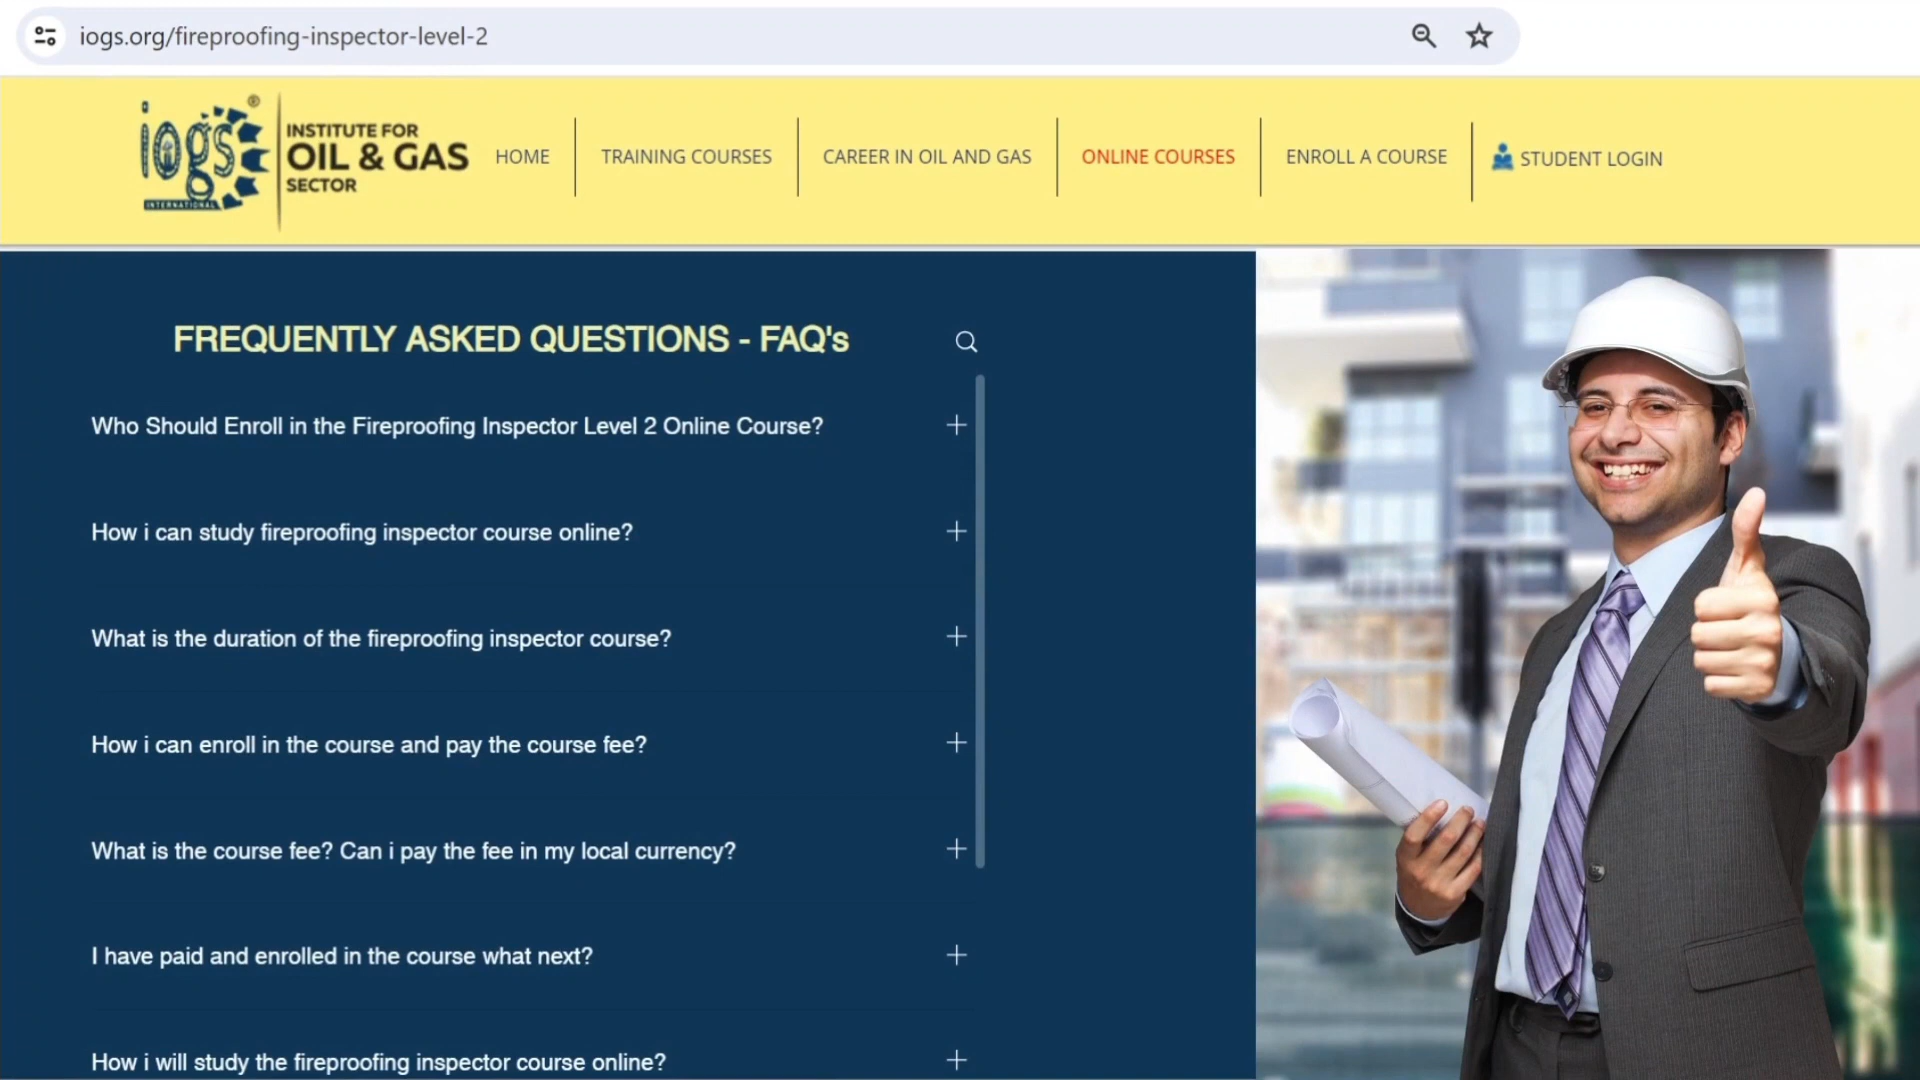 iogs.org/fireproofing-inspector-level-2
iogs®
INTERNATIONAL
INSTITUTE FOR
OIL & GAS
SECTOR
HOME
TRAINING COURSES
CAREER IN OIL AND GAS
ONLINE COURSES
ENROLL A COURSE
STUDENT LOGIN
FREQUENTLY ASKED QUESTIONS - FAQ's
Who Should Enroll in the Fireproofing Inspector Level 2 Online Course?
How i can study fireproofing inspector course online?
What is the duration of the fireproofing inspector course?
How i can enroll in the course and pay the course fee?
What is the course fee? Can i pay the fee in my local currency?
I have paid and enrolled in the course what next?
How i will study the fireproofing inspector course online?